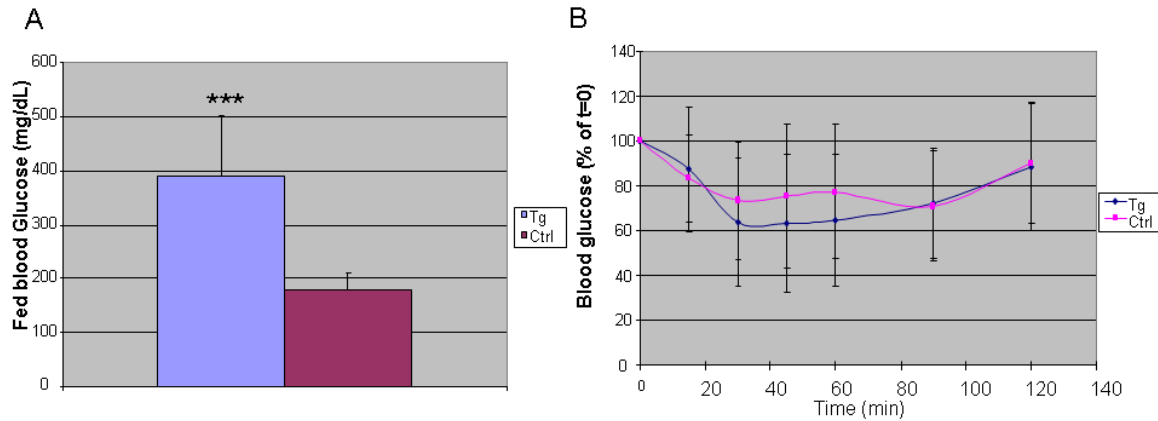 A
Fed blood Glucose (mg/dL)
600
500
400
300
200
100
0
***
Tg
Ctrl
B
Blood glucose (% of t=0)
140
120
100
80
60
40
20
0
0 20 40 60 80 100 120 140
Time (min)
Tg
Ctrl